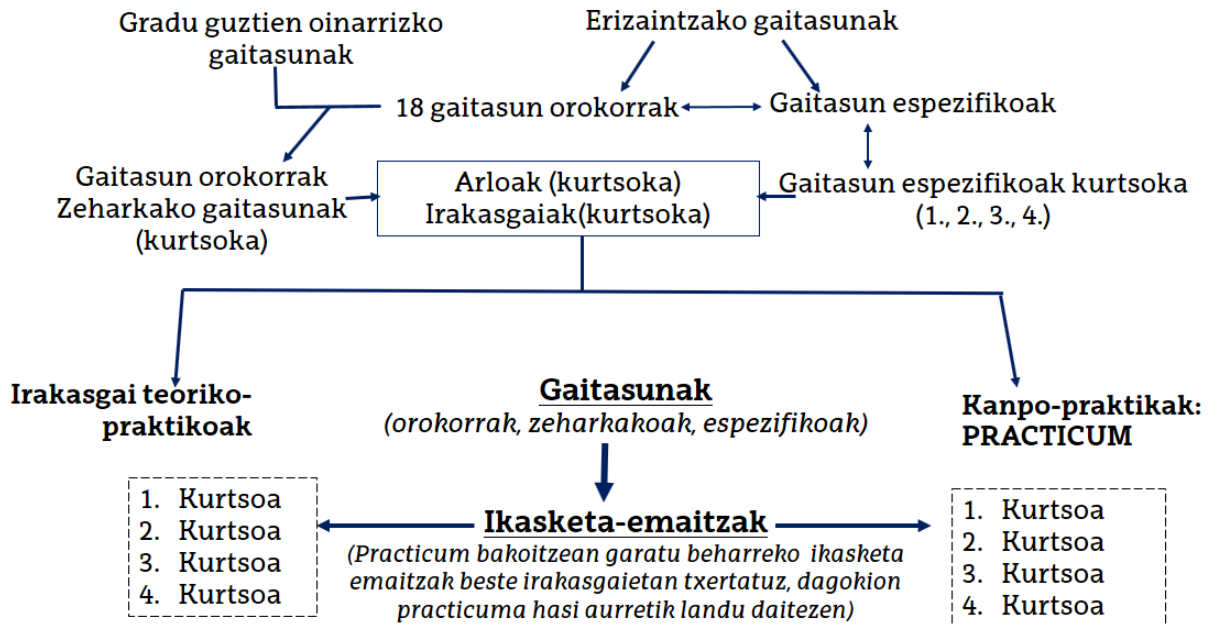 Gradu guztien oinarrizko
gaitasunak
Erizaintzako gaitasunak
18 gaitasun orokorrak
Gaitasun espezifikoak
Gaitasun orokorrak
Zeharkako gaitasunak
(kurtsoka)
Arloak (kurtsoka)
Irakasgaiak(kurtsoka)
Gaitasun espezifikoak kurtsoka
(1., 2., 3., 4.)
Irakasgai teoriko-
praktikoak
Gaitasunak
(orokorrak, zeharkakoak, espezifikoak)
Kanpo-praktikak:
PRACTICUM
1. Kurtsoa
2. Kurtsoa
3. Kurtsoa
4. Kurtsoa
Ikasketa-emaitzak
(Practicum bakoitzean garatu beharreko ikasketa
emaitzak beste irakasgaietan txertatuz, dagokion
practicuma hasi aurretik landu daitezen)
1. Kurtsoa
2. Kurtsoa
3. Kurtsoa
4. Kurtsoa